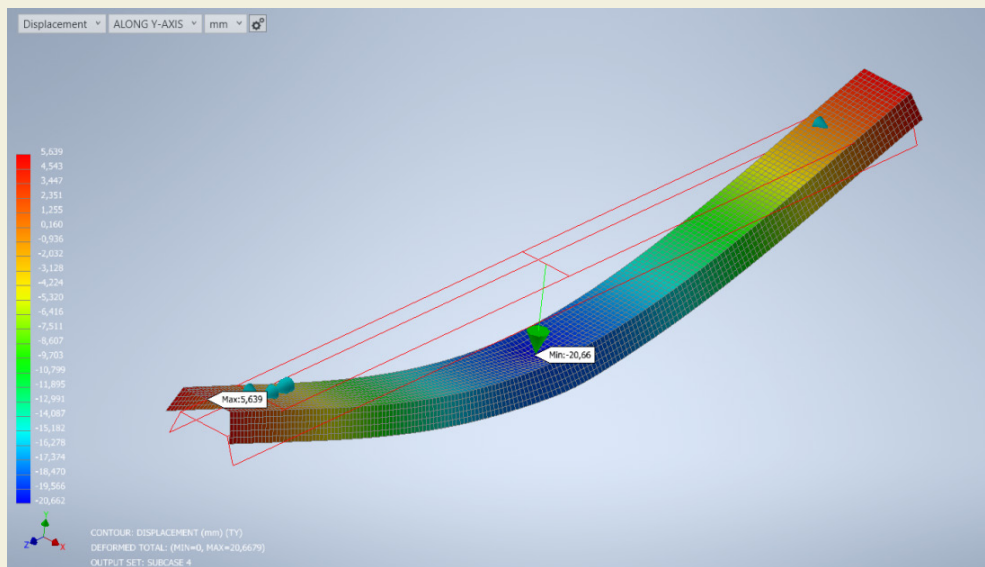 Displacement ALONG Y-AXIS mm
5,639
4,543
3,447
2,351
1,255
0,160
-0,936
-2,032
-3,128
-4,224
-5,320
-6,416
-7,511
-8,607
-9,703
-10,799
-11,895
-12,991
-14,087
-15,182
-16,278
-17,374
-18,470
-19,566
-20,662
Min:-20,66
Max:5,639
Y
Z
X
CONTOUR: DISPLACEMENT (mm) (TY)
DEFORMED TOTAL: (MIN=0, MAX=20,6679)
OUTPUT SET: SUBCASE 4